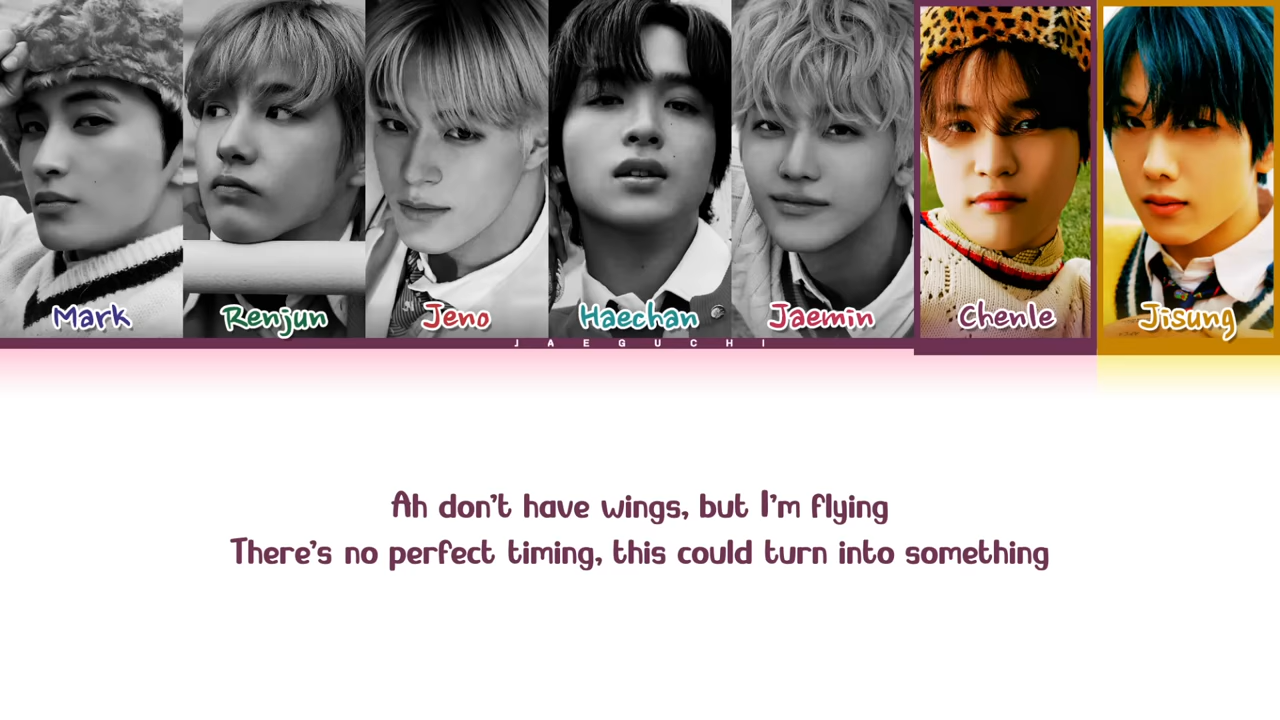 Mark
Renjun
Jeno
Haechan
Jaemin
Chenle
Jisung
JAEGUCHI
Ah don't have wings, but I'm flying
There's no perfect timing, this could turn into something